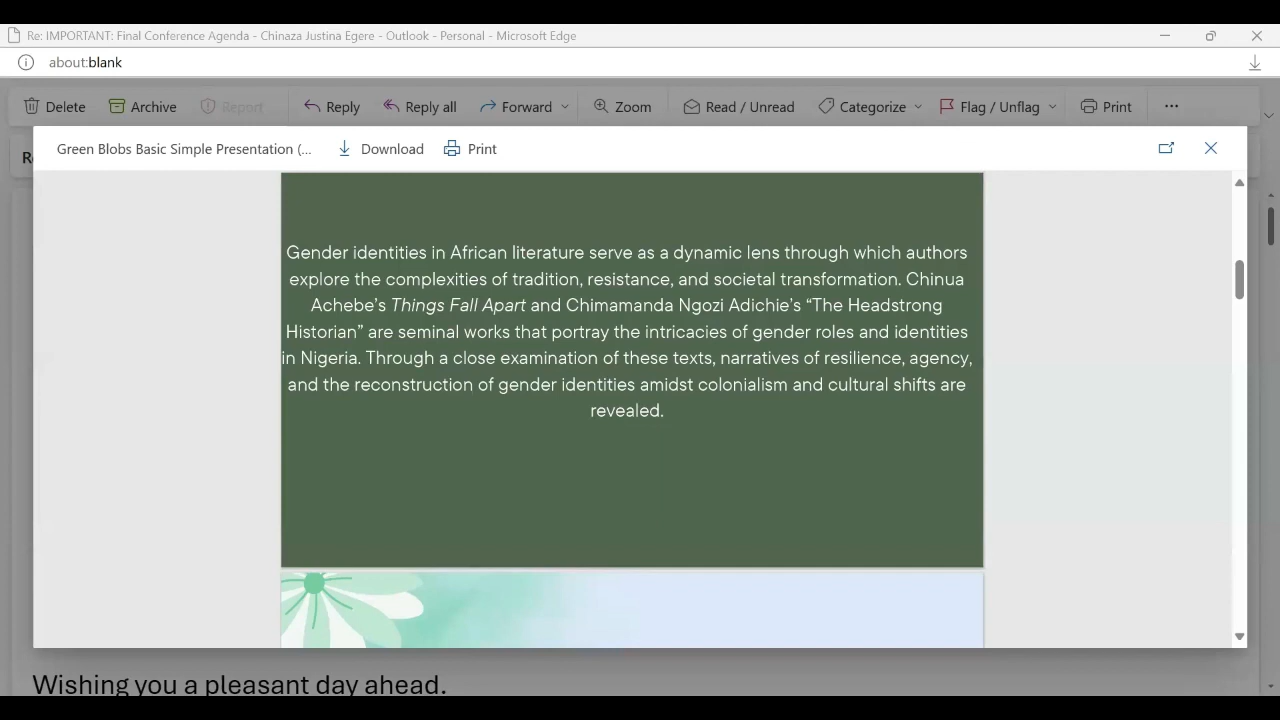 Re: IMPORTANT: Final Conference Agenda - Chinaza Justina Egere - Outlook - Personal - Microsoft Edge
about:blank
Delete Archive Report Reply Reply all Forward Zoom Read / Unread Categorize Flag / Unflag Print ...
Green Blobs Basic Simple Presentation (... Download Print
Gender identities in African literature serve as a dynamic lens through which authors
explore the complexities of tradition, resistance, and societal transformation. Chinua
Achebe's Things Fall Apart and Chimamanda Ngozi Adichie's “The Headstrong
Historian” are seminal works that portray the intricacies of gender roles and identities
in Nigeria. Through a close examination of these texts, narratives of resilience, agency,
and the reconstruction of gender identities amidst colonialism and cultural shifts are
revealed.
Wishing you a pleasant day ahead.